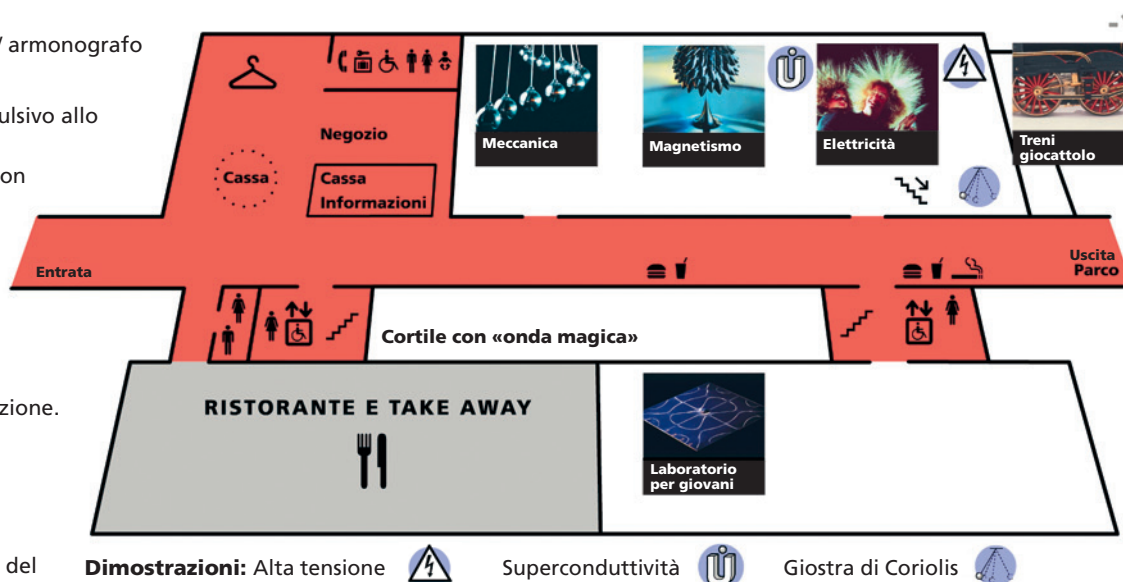 / armonografo
ulsivo allo
on
zione.
del
Negozio
Cassa
Cassa
Informazioni
Meccanica
Magnetismo
Elettricità
Treni
giocattolo
Entrata
Uscita
Parco
Cortile con «onda magica»
RISTORANTE E TAKE AWAY
Laboratorio
per giovani
Dimostrazioni: Alta tensione Superconduttività Giostra di Coriolis